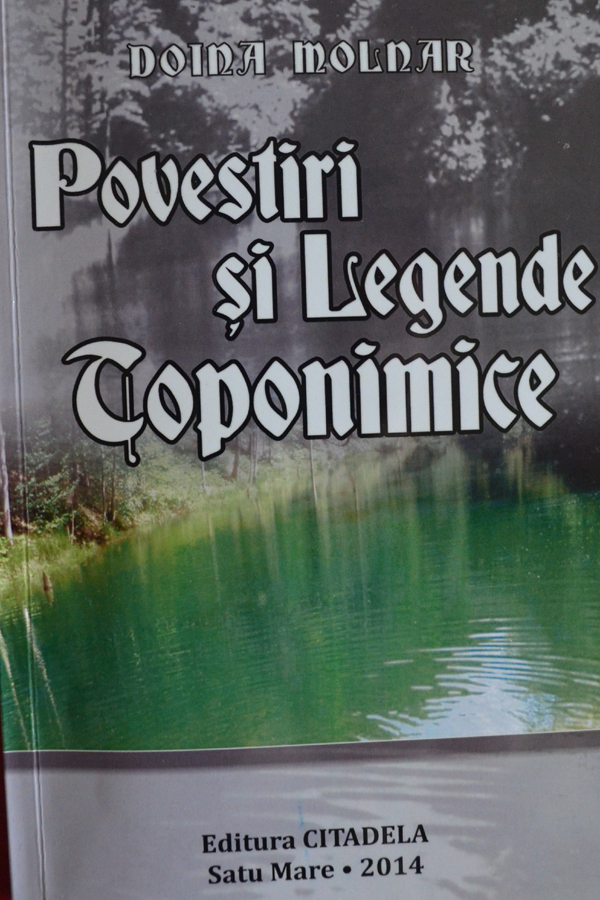 DOINA MOLNAR
Povestiri
și Legende
Toponimice
Editura CITADELA
Satu Mare • 2014